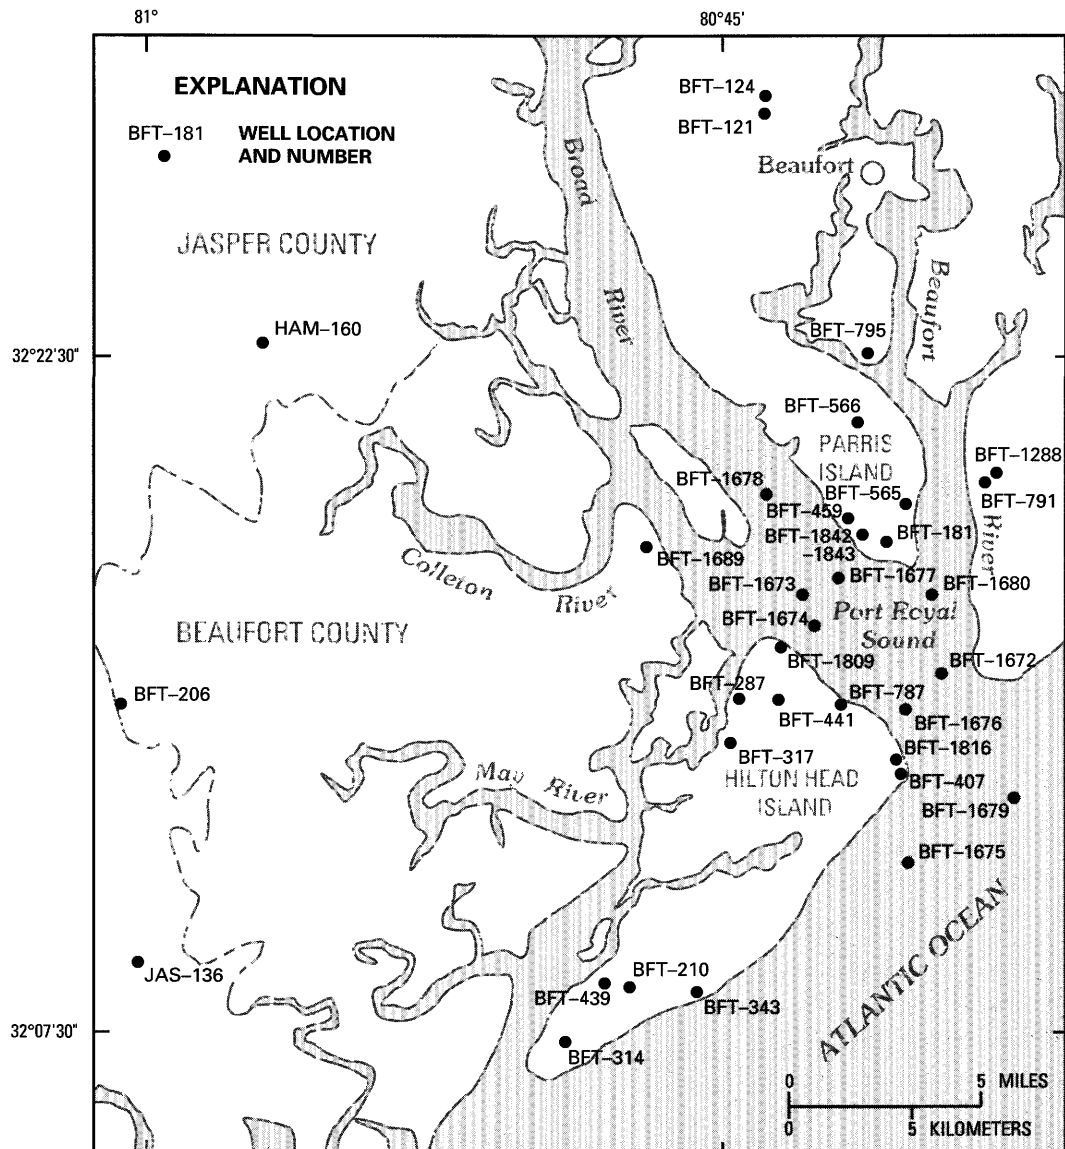 81°
80°45'
EXPLANATION
BFT–181
WELL LOCATION
AND NUMBER
BFT–124
BFT–121
Beaufort
Broad
River
JASPER COUNTY
HAM–160
32°22'30"
Beaufort
River
BFT–795
BFT–566
PARRIS
ISLAND
BFT–1288
BFT–791
BFT–1678
BFT–565
BFT–459
BFT–181
BFT–1842
–1843
BFT–1689
BFT–1677
BFT–1673
BFT–1680
Colleton
River
BFT–1674
Port Royal
Sound
BEAUFORT COUNTY
BFT–1809
BFT–1672
BFT–206
BFT–287
BFT–787
BFT–441
BFT–1676
BFT–317
BFT–1816
HILTON HEAD
ISLAND
BFT–407
May River
BFT–1679
BFT–1675
ATLANTIC OCEAN
JAS–136
BFT–210
BFT–439
BFT–343
32°07'30"
BFT–314
0 5 MILES
0 5 KILOMETERS